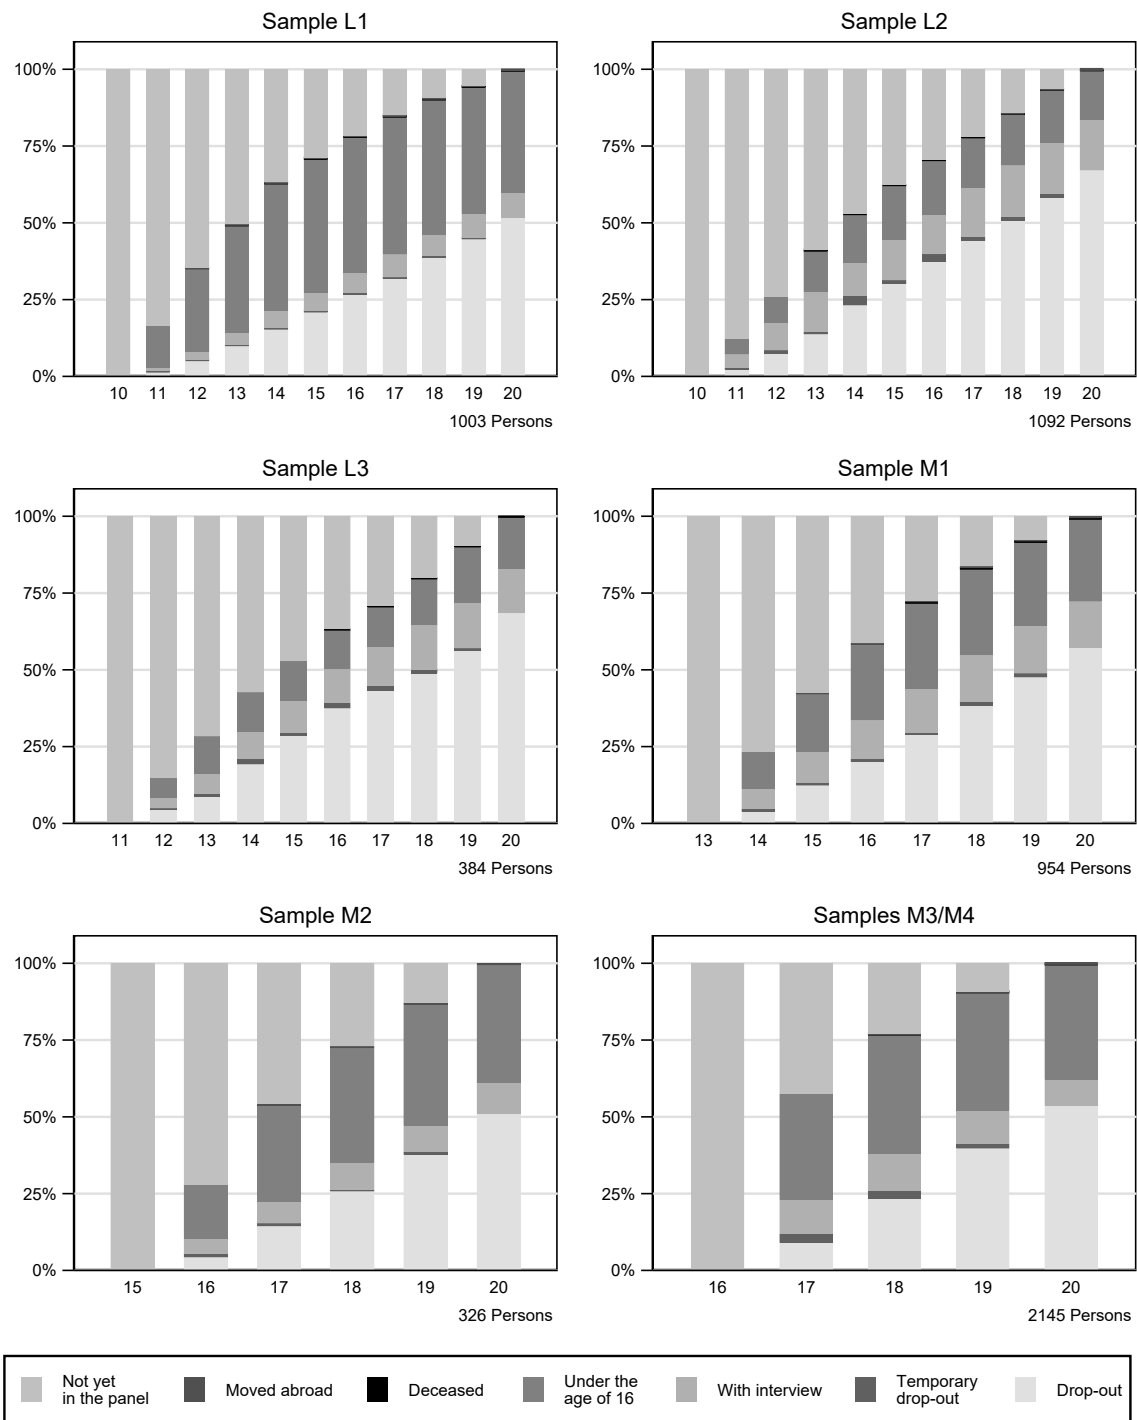 Sample L1
100%
75%
50%
25%
0%
10 11 12 13 14 15 16 17 18 19 20
1003 Persons
Sample L2
100%
75%
50%
25%
0%
10 11 12 13 14 15 16 17 18 19 20
1092 Persons
Sample L3
100%
75%
50%
25%
0%
11 12 13 14 15 16 17 18 19 20
384 Persons
Sample M1
100%
75%
50%
25%
0%
13 14 15 16 17 18 19 20
954 Persons
Sample M2
100%
75%
50%
25%
0%
15 16 17 18 19 20
326 Persons
Samples M3/M4
100%
75%
50%
25%
0%
16 17 18 19 20
2145 Persons
Not yet
in the panel
Moved abroad
Deceased
Under the
age of 16
With interview
Temporary
drop-out
Drop-out